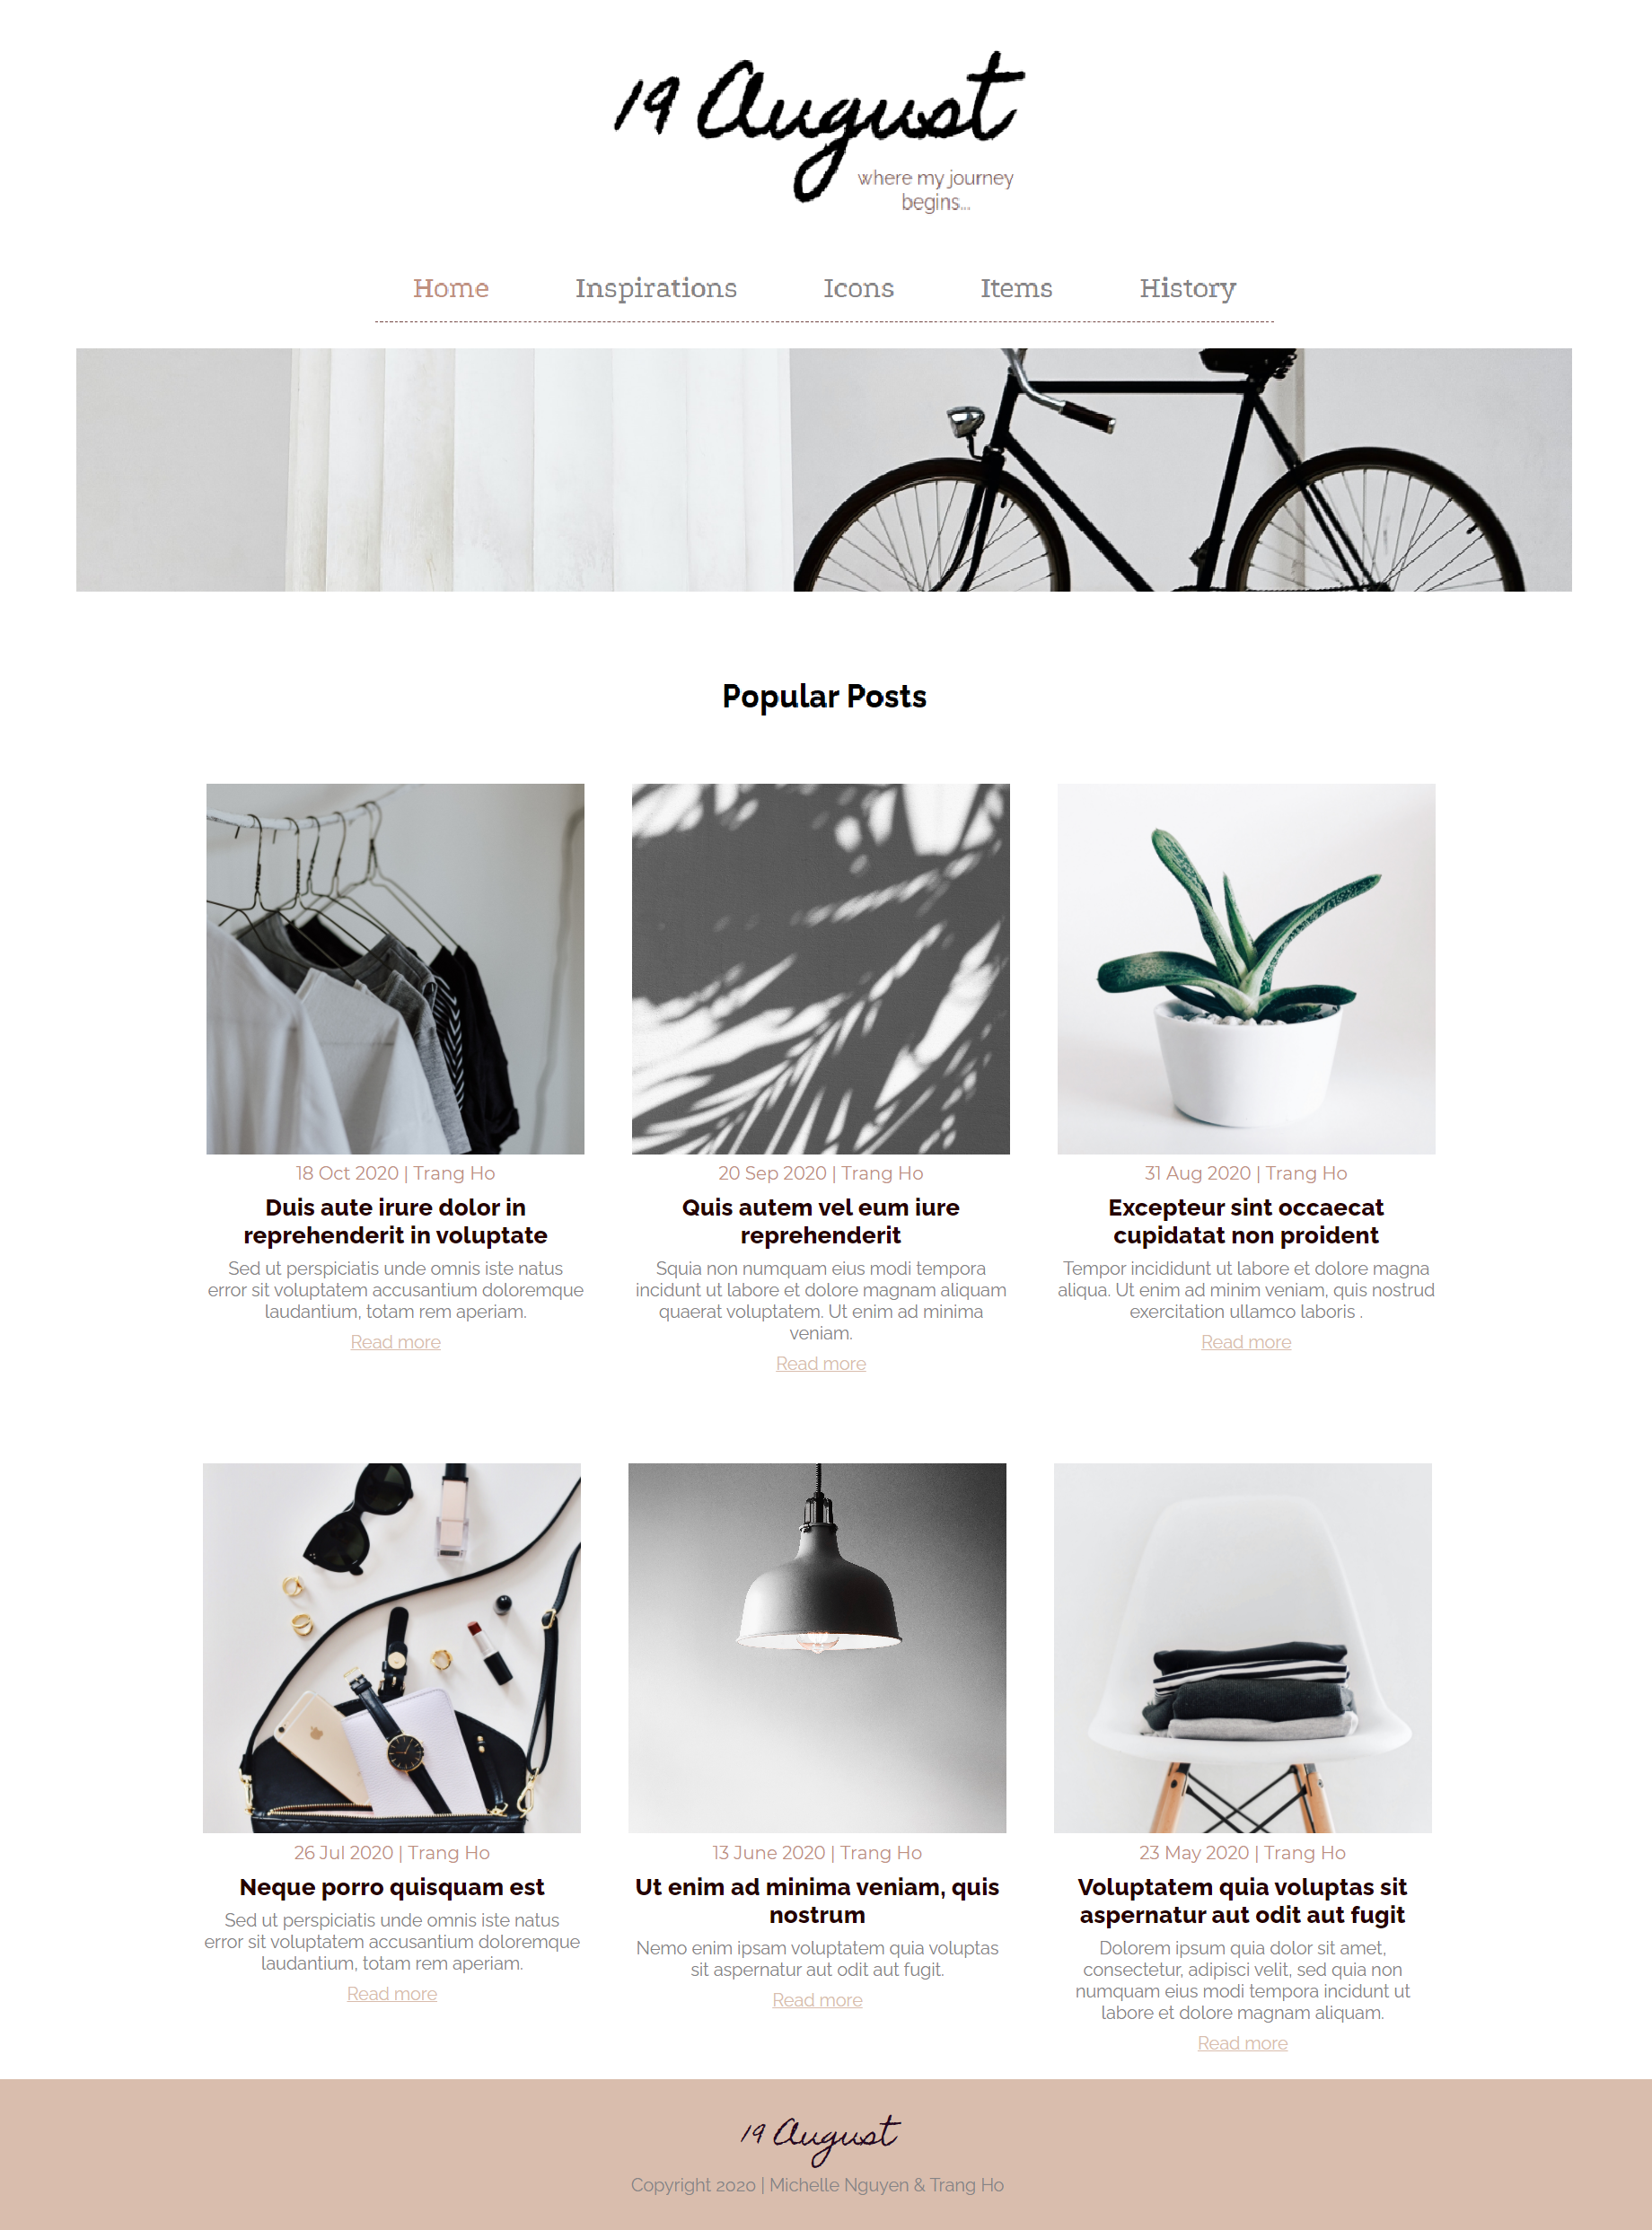 19 August
where my journey
begins...
Home Inspirations Icons Items History
Popular Posts
18 Oct 2020 | Trang Ho
Duis aute irure dolor in
reprehenderit in voluptate
Sed ut perspiciatis unde omnis iste natus
error sit voluptatem accusantium doloremque
laudantium, totam rem aperiam.
Read more
20 Sep 2020 | Trang Ho
Quis autem vel eum iure
reprehenderit
Squia non numquam eius modi tempora
incidunt ut labore et dolore magnam aliquam
quaerat voluptatem. Ut enim ad minima
veniam.
Read more
31 Aug 2020 | Trang Ho
Excepteur sint occaecat
cupidatat non proident
Tempor incididunt ut labore et dolore magna
aliqua. Ut enim ad minim veniam, quis nostrud
exercitation ullamco laboris .
Read more
26 Jul 2020 | Trang Ho
Neque porro quisquam est
Sed ut perspiciatis unde omnis iste natus
error sit voluptatem accusantium doloremque
laudantium, totam rem aperiam.
Read more
13 June 2020 | Trang Ho
Ut enim ad minima veniam, quis
nostrum
Nemo enim ipsam voluptatem quia voluptas
sit aspernatur aut odit aut fugit.
Read more
23 May 2020 | Trang Ho
Voluptatem quia voluptas sit
aspernatur aut odit aut fugit
Dolorem ipsum quia dolor sit amet,
consectetur, adipisci velit, sed quia non
numquam eius modi tempora incidunt ut
labore et dolore magnam aliquam.
Read more
19 August
Copyright 2020 | Michelle Nguyen & Trang Ho